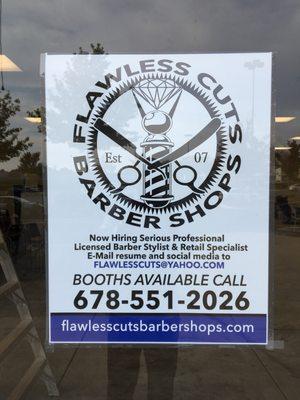 FLAWLESS CUTS
Est 07
BARBER SHOPS
Now Hiring Serious Professional
Licensed Barber Stylist & Retail Specialist
E-Mail resume and social media to
FLAWLESSCUTS@YAHOO.COM
BOOTHS AVAILABLE CALL
678-551-2026
flawlesscutsbarbershops.com